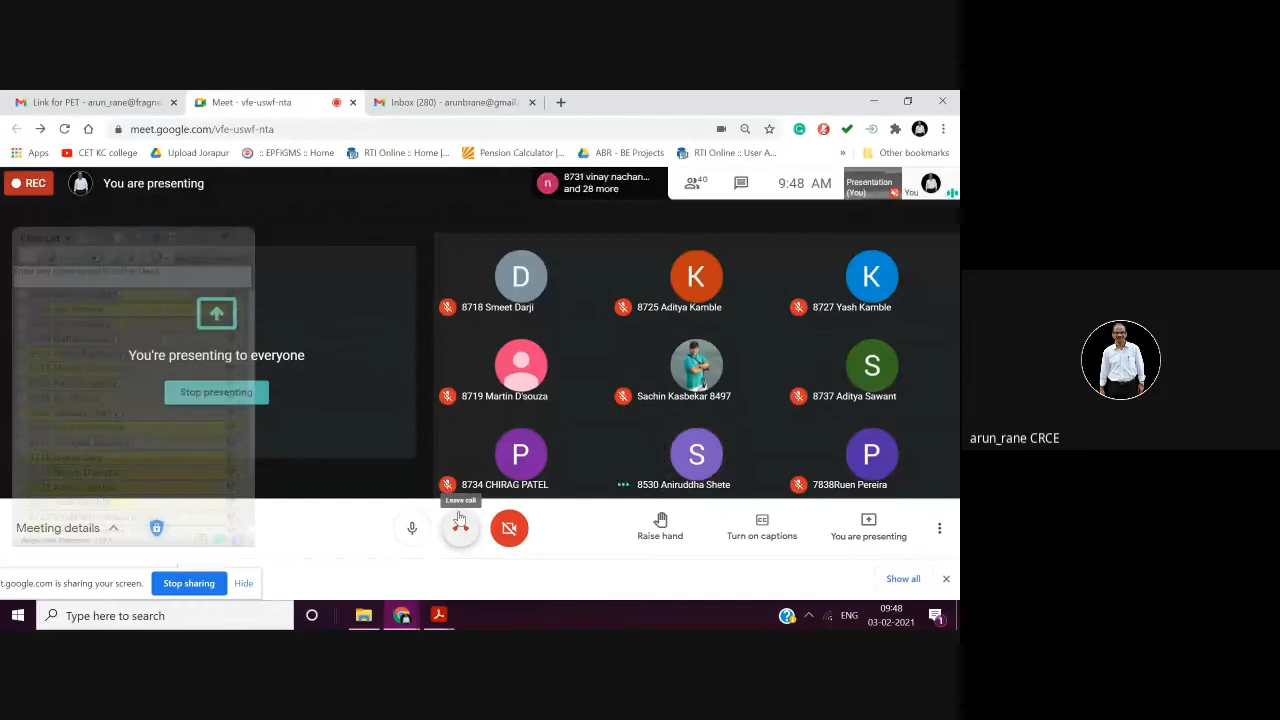 Link for PET - arun_rane@fragne
Meet - vfe-uswf-nta
Inbox (280) - arunbrane@gmail.
meet.google.com/vfe-uswf-nta
Apps
CET KC college
Upload Jorapur
:: EPFiGMS :: Home
RTI Online :: Home |...
Pension Calculator |...
ABR - BE Projects
RTI Online :: User A...
»
Other bookmarks
REC
You are presenting
n
8731 vinay nachan...
and 28 more
40
9:48 AM
Presentation
(You)
You
You're presenting to everyone
Stop presenting
D
8718 Smeet Darji
K
8725 Aditya Kamble
K
8727 Yash Kamble
8719 Martin D'souza
Sachin Kasbekar 8497
S
8737 Aditya Sawant
P
8734 CHIRAG PATEL
S
8530 Aniruddha Shete
P
7838Ruen Pereira
arun_rane CRCE
Leave call
Meeting details
Raise hand
Turn on captions
You are presenting
t.google.com is sharing your screen.
Stop sharing
Hide
Show all
Type here to search
ENG
09:48
03-02-2021
1